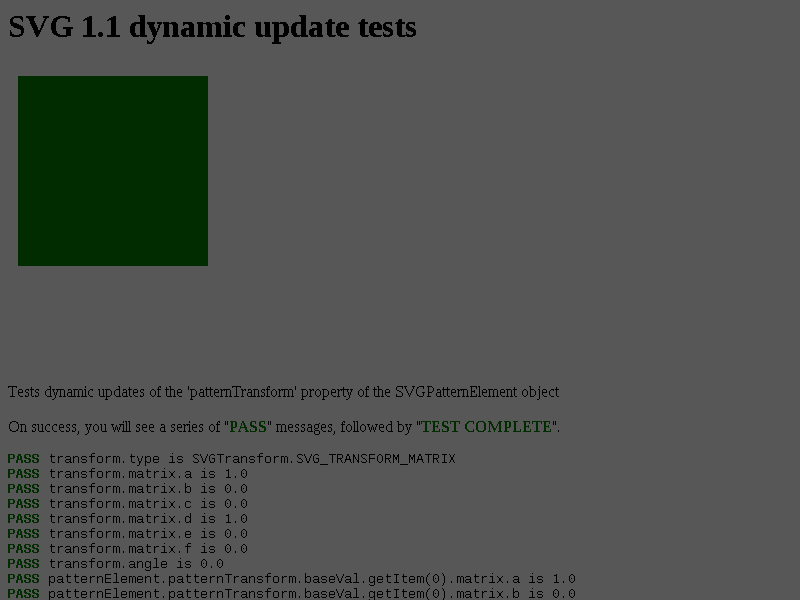 SVG 1.1 dynamic update tests
Tests dynamic updates of the 'patternTransform' property of the SVGPatternElement object
On success, you will see a series of "PASS" messages, followed by "TEST COMPLETE".
PASS transform.type is SVGTransform.SVG_TRANSFORM_MATRIX
PASS transform.matrix.a is 1.0
PASS transform.matrix.b is 0.0
PASS transform.matrix.c is 0.0
PASS transform.matrix.d is 1.0
PASS transform.matrix.e is 0.0
PASS transform.matrix.f is 0.0
PASS transform.angle is 0.0
PASS patternElement.patternTransform.baseVal.getItem(0).matrix.a is 1.0
PASS patternElement.patternTransform.baseVal.getItem(0).matrix.b is 0.0